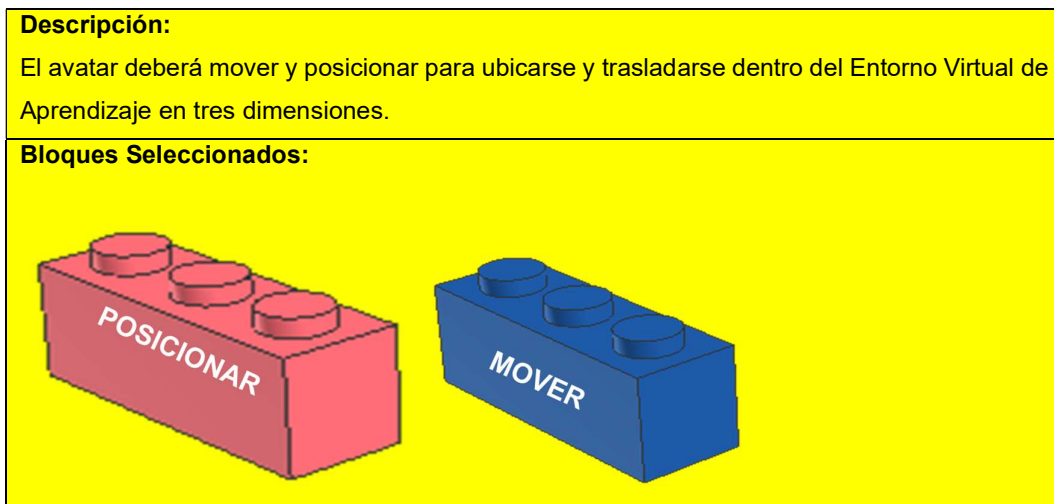 Descripción:
El avatar deberá mover y posicionar para ubicarse y trasladarse dentro del Entorno Virtual de
Aprendizaje en tres dimensiones.
Bloques Seleccionados:
POSICIONAR
MOVER